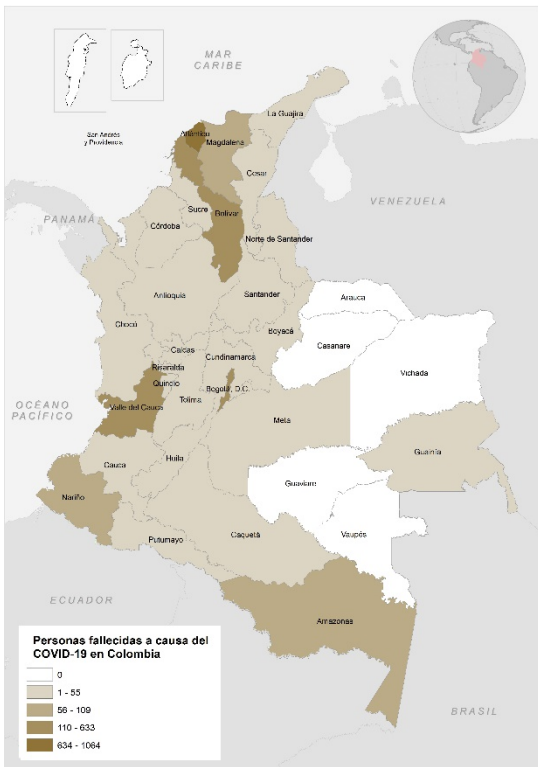 MAR
CARIBE
La Guajira
San Andrés
y Providencia
Atlántico
Magdalena
Cesar
VENEZUELA
PANAMÁ
Sucre
Bolívar
Córdoba
Norte de Santander
Antioquia
Santander
Arauca
Chocó
Boyacá
Casanare
Caldas
Cundinamarca
Vichada
Risaralda
Quindío
Bogotá, D.C.
OCÉANO
PACÍFICO
Valle del Cauca
Tolima
Meta
Guainía
Cauca
Huila
Guaviare
Nariño
Vaupés
Putumayo
Caquetá
ECUADOR
Amazonas
Personas fallecidas a causa del
COVID-19 en Colombia
0
1 - 55
56 - 109
110 - 633
634 - 1064
BRASIL